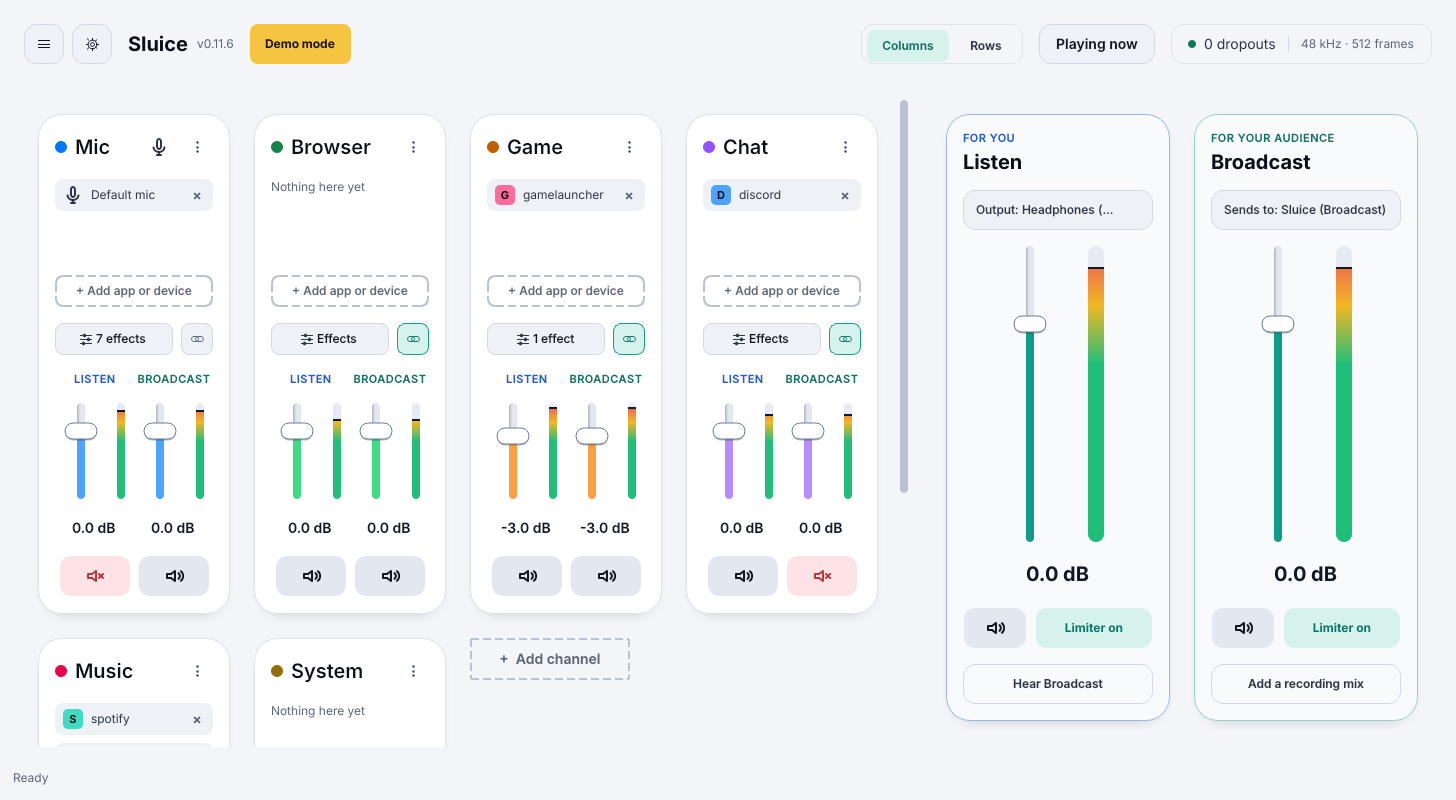 Sluice v0.11.6 Demo mode
Columns Rows Playing now 0 dropouts 48 kHz · 512 frames
Mic
Default mic
+ Add app or device
7 effects
LISTEN BROADCAST
0.0 dB 0.0 dB
Browser
Nothing here yet
+ Add app or device
Effects
LISTEN BROADCAST
0.0 dB 0.0 dB
Game
G gamelauncher
+ Add app or device
1 effect
LISTEN BROADCAST
-3.0 dB -3.0 dB
Chat
D discord
+ Add app or device
Effects
LISTEN BROADCAST
0.0 dB 0.0 dB
Music
S spotify
System
Nothing here yet
+ Add channel
FOR YOU
Listen
Output: Headphones (...
0.0 dB
Limiter on
Hear Broadcast
FOR YOUR AUDIENCE
Broadcast
Sends to: Sluice (Broadcast)
0.0 dB
Limiter on
Add a recording mix
Ready